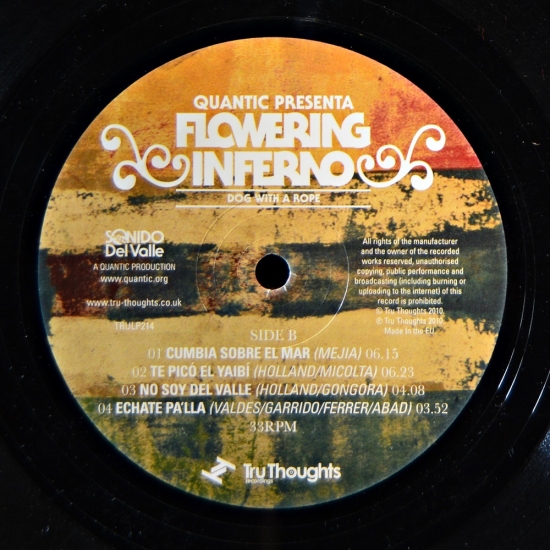 QUANTIC PRESENTA
FLOWERING
INFERNO
DOG WITH A ROPE
SONIDO
Del Valle
A QUANTIC PRODUCTION
www.quantic.org
www.tru-thoughts.co.uk
TRULP214
All rights of the manufacturer
and the owner of the recorded
works reserved, unauthorised
copying, public performance and
broadcasting (including burning or
uploading to the internet) of this
record is prohibited.
℗ Tru Thoughts 2010.
© Tru Thoughts 2010.
Made in the EU.
SIDE B
01 CUMBIA SOBRE EL MAR (MEJIA) 06.15
02 TE PICÓ EL YAIBÍ (HOLLAND/MICOLTA) 06.23
03 NO SOY DEL VALLE (HOLLAND/GONGORA) 04.08
04 ECHATE PA'LLA (VALDES/GARRIDO/FERRER/ABAD) 03.52
33RPM
Tru Thoughts
recordings